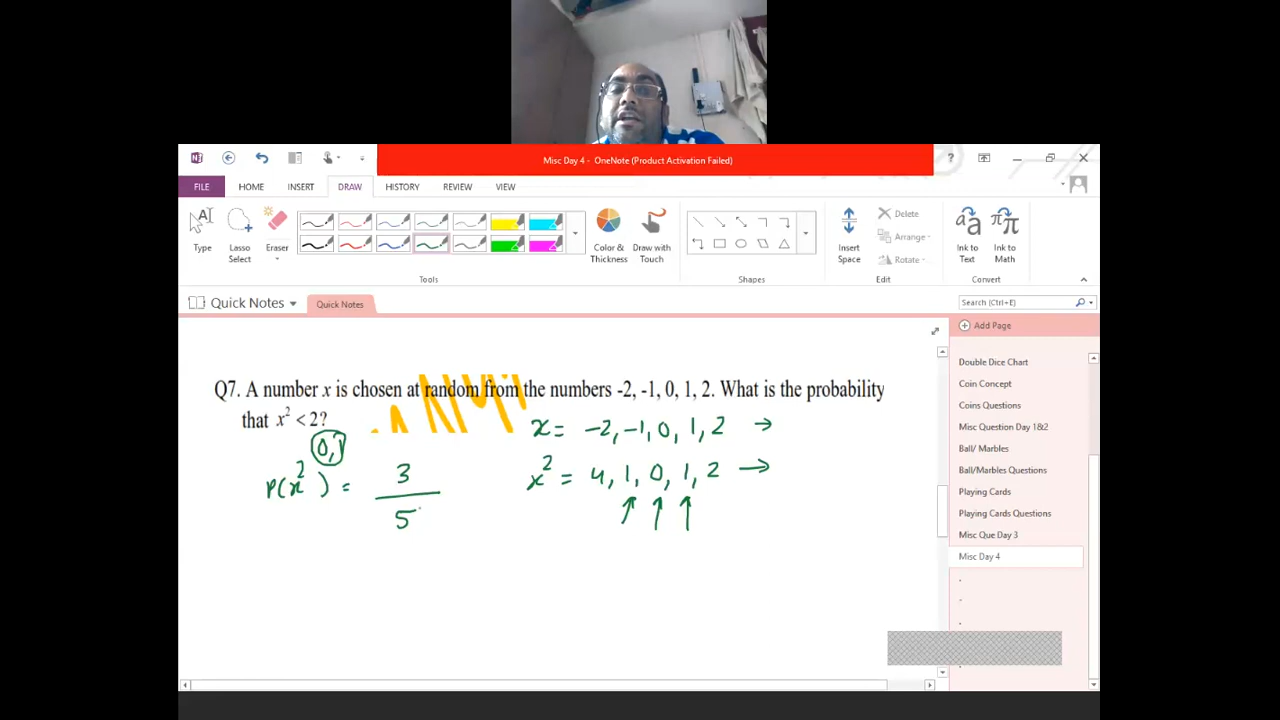 Misc Day 4 - OneNote (Product Activation Failed)
?
FILE HOME INSERT DRAW HISTORY REVIEW VIEW
Type
Lasso Select
Eraser
Color & Thickness
Draw with Touch
Insert Space
Delete
Arrange
Rotate
Ink to Text
Ink to Math
Tools
Shapes
Edit
Convert
Quick Notes
Quick Notes
Search (Ctrl+E)
Add Page
Double Dice Chart
Coin Concept
Coins Questions
Misc Question Day 1&2
Ball/ Marbles
Ball/Marbles Questions
Playing Cards
Playing Cards Questions
Misc Que Day 3
Misc Day 4
Q7. A number x is chosen at random from the numbers -2, -1, 0, 1, 2. What is the probability
that x² < 2?
x = -2, -1, 0, 1, 2 →
0, 1
x² = 4, 1, 0, 1, 2 →
P(x²) = 3/5